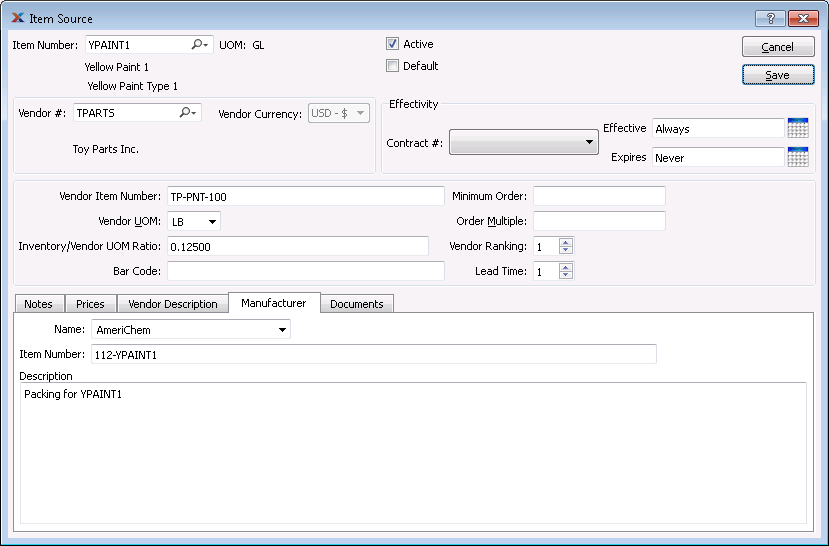 Item Source
?
Item Number: YPAINT1 UOM: GL
Active
Cancel
Yellow Paint 1
Default
Yellow Paint Type 1
Save
Vendor #: TPARTS Vendor Currency: USD - $
Effectivity
Contract #:
Effective Always
Toy Parts Inc.
Expires Never
Vendor Item Number: TP-PNT-100 Minimum Order:
Vendor UOM: LB Order Multiple:
Inventory/Vendor UOM Ratio: 0.12500 Vendor Ranking: 1
Bar Code: Lead Time: 1
Notes Prices Vendor Description Manufacturer Documents
Name: AmeriChem
Item Number: 112-YPAINT1
Description
Packing for YPAINT1